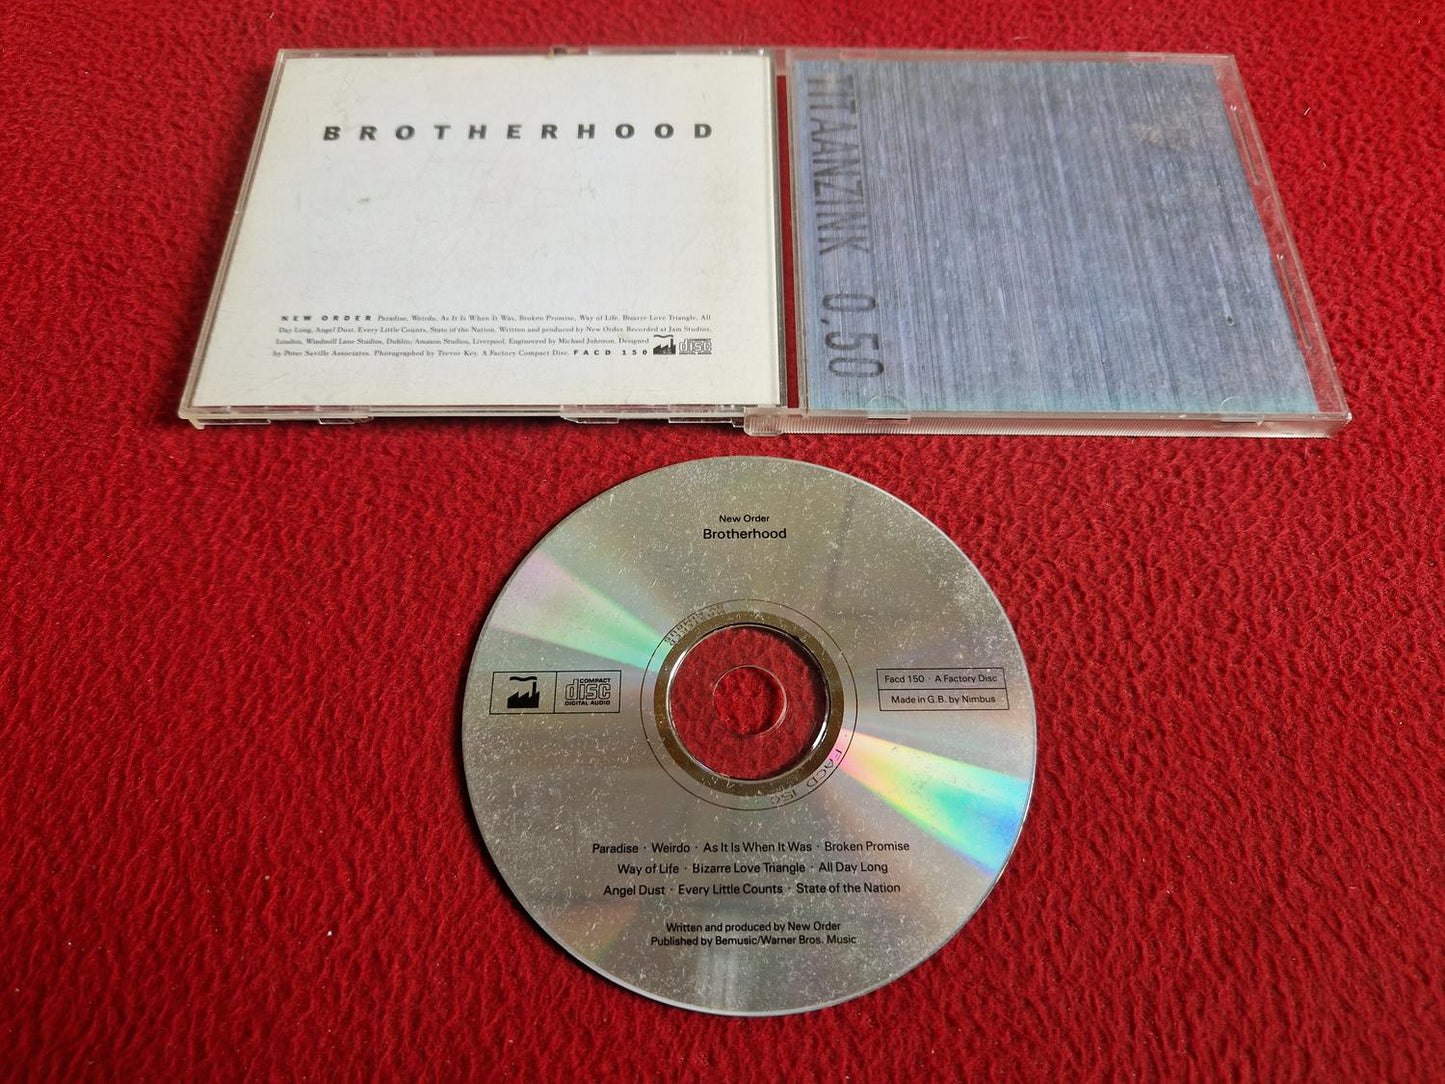 BROTHERHOOD
NEW ORDER Paradise, Weirdo, As It Is When It Was, Broken Promise, Way of Life. Bizarre Love Triangle, All
Day Long, Angel Dust, Every Little Counts, State of the Nation. Written and produced by New Order. Recorded at Jam Studios,
London, Windmill Lane Studios, Dublin; Amazon Studios, Liverpool. Engineered by Michael Johnson. Designed
by Peter Saville Associates. Photographed by Trevor Key. A Factory Compact Disc. FACD 150
disc
TITAANZINK 0,50
New Order
Brotherhood
COMPACT
disc
DIGITAL AUDIO
Facd 150 · A Factory Disc
Made in G.B. by Nimbus
FACD 150
Paradise · Weirdo · As It Is When It Was · Broken Promise
Way of Life · Bizarre Love Triangle · All Day Long
Angel Dust · Every Little Counts · State of the Nation
Written and produced by New Order
Published by Bemusic/Warner Bros. Music